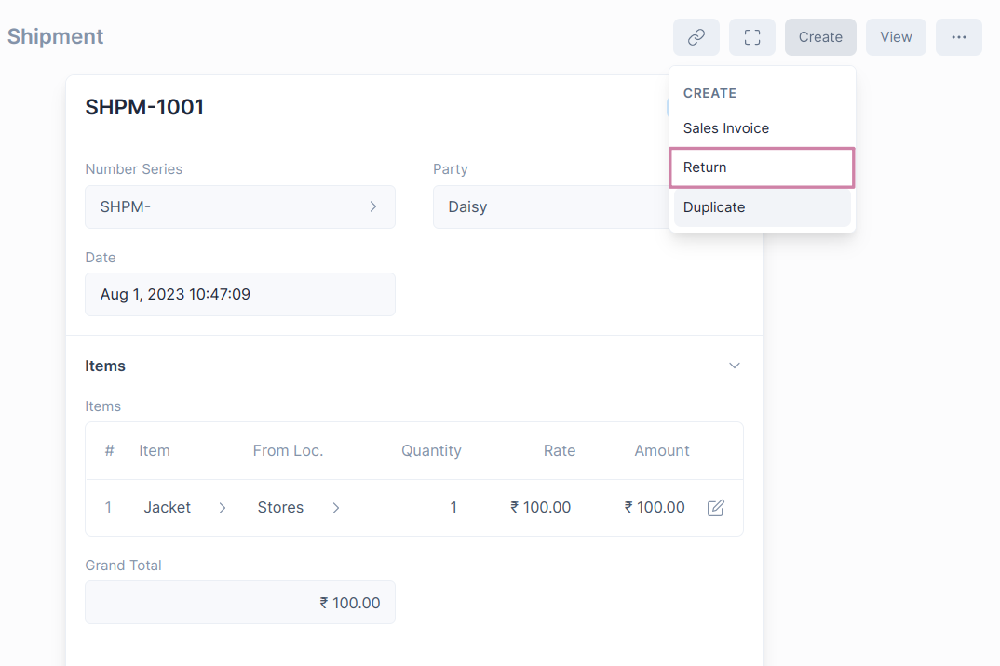 Shipment
Create
View
SHPM-1001
CREATE
Sales Invoice
Return
Duplicate
Number Series
Party
SHPM-
Daisy
Date
Aug 1, 2023 10:47:09
Items
Items
# Item From Loc. Quantity Rate Amount
1 Jacket Stores 1 ₹ 100.00 ₹ 100.00
Grand Total
₹ 100.00